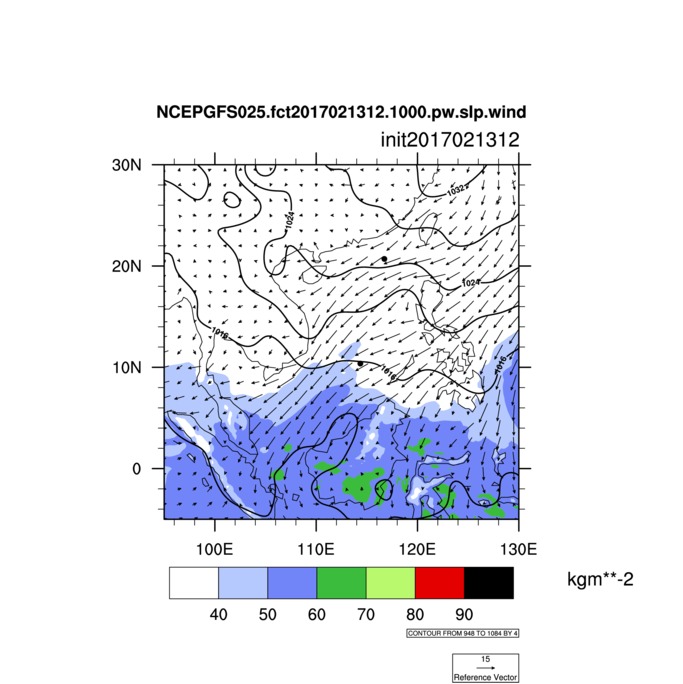 NCEPGFS025.fct2017021312.1000.pw.slp.wind
init2017021312
30N
20N
10N
0
1032
1024
1024
1016
1016
1016
100E 110E 120E 130E
kgm**-2
40 50 60 70 80 90
CONTOUR FROM 948 TO 1084 BY 4
15
Reference Vector